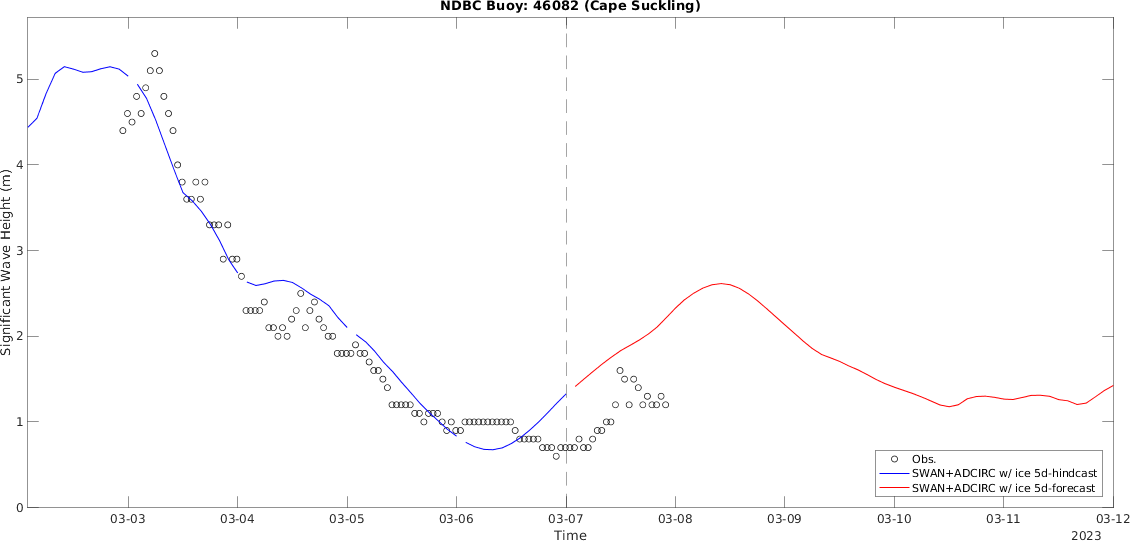 NDBC Buoy: 46082 (Cape Suckling)
Significant Wave Height (m)
5
4
3
2
1
0
Obs.
SWAN+ADCIRC w/ ice 5d-hindcast
SWAN+ADCIRC w/ ice 5d-forecast
03-03 03-04 03-05 03-06 03-07 03-08 03-09 03-10 03-11 03-12
Time
2023